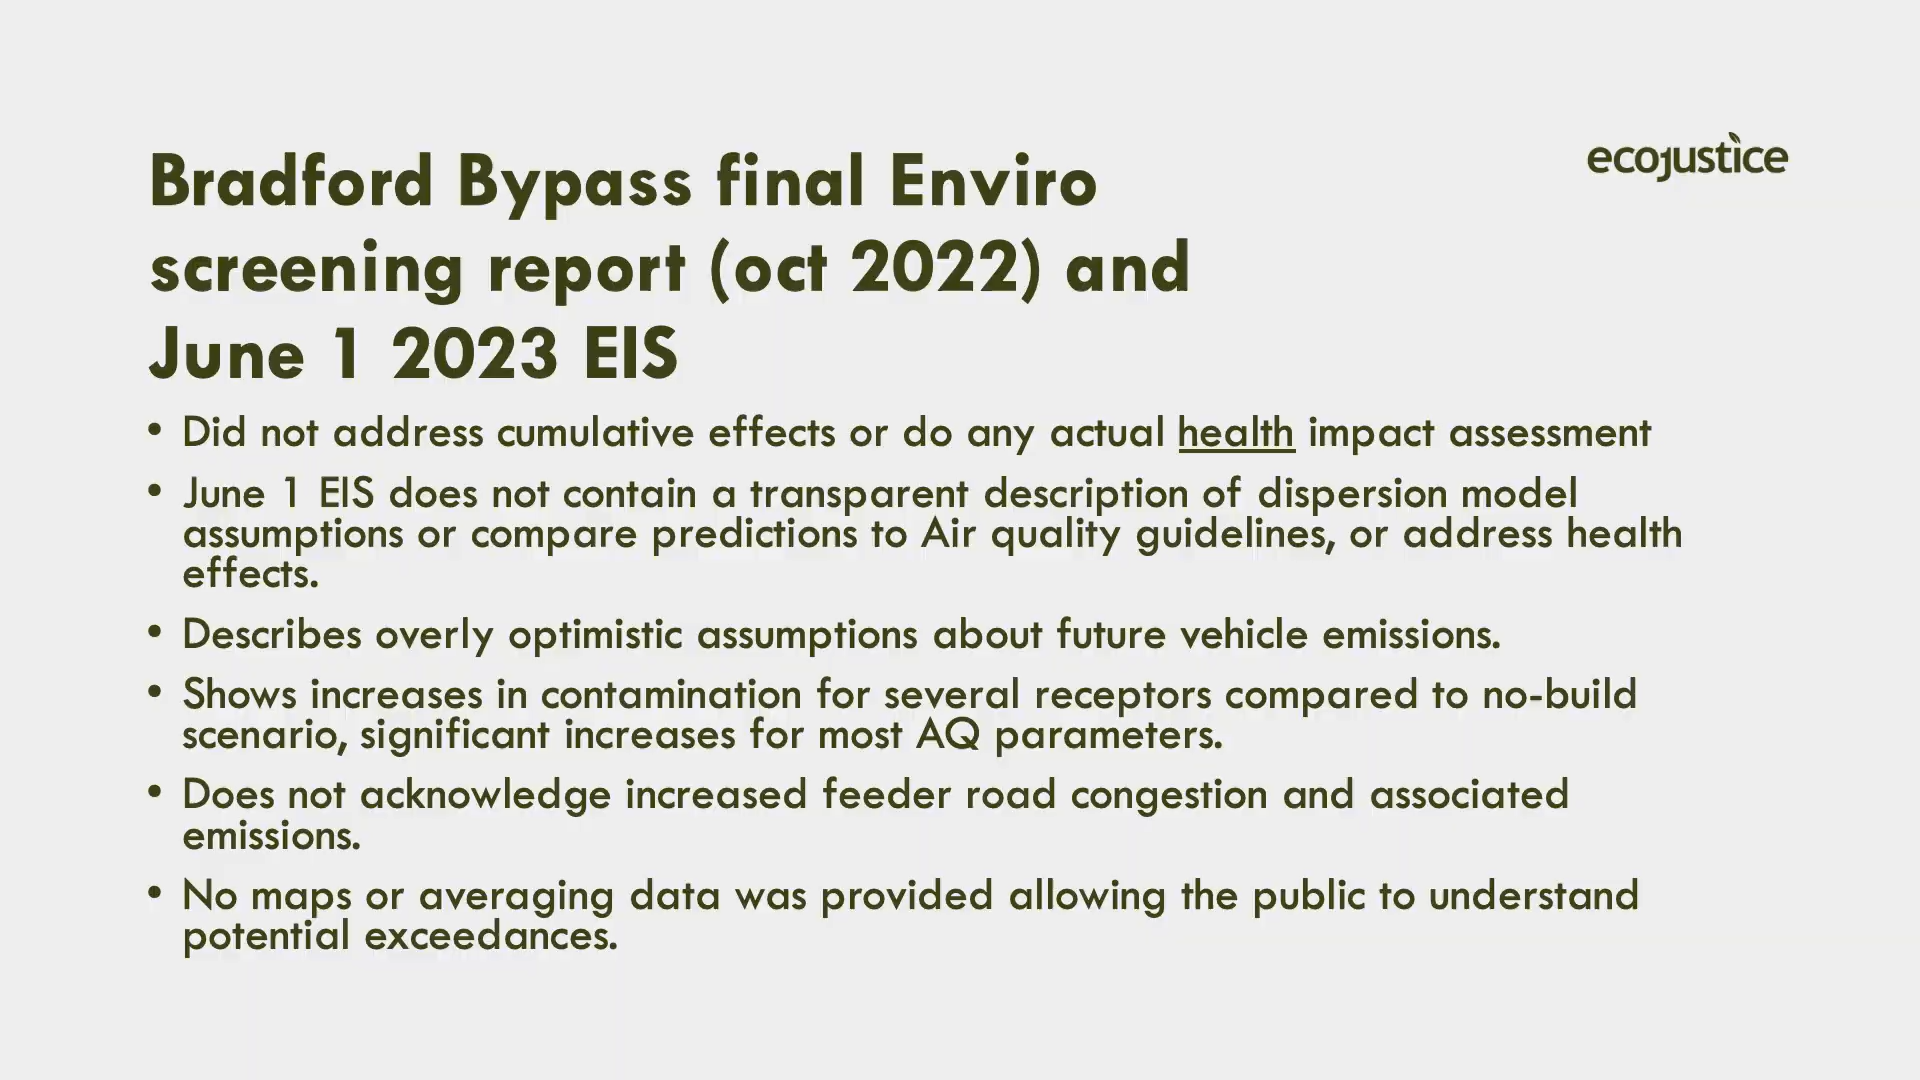 ecojustice
Bradford Bypass final Enviro
screening report (oct 2022) and
June 1 2023 EIS
• Did not address cumulative effects or do any actual health impact assessment
• June 1 EIS does not contain a transparent description of dispersion model
assumptions or compare predictions to Air quality guidelines, or address health
effects.
• Describes overly optimistic assumptions about future vehicle emissions.
• Shows increases in contamination for several receptors compared to no-build
scenario, significant increases for most AQ parameters.
• Does not acknowledge increased feeder road congestion and associated
emissions.
• No maps or averaging data was provided allowing the public to understand
potential exceedances.